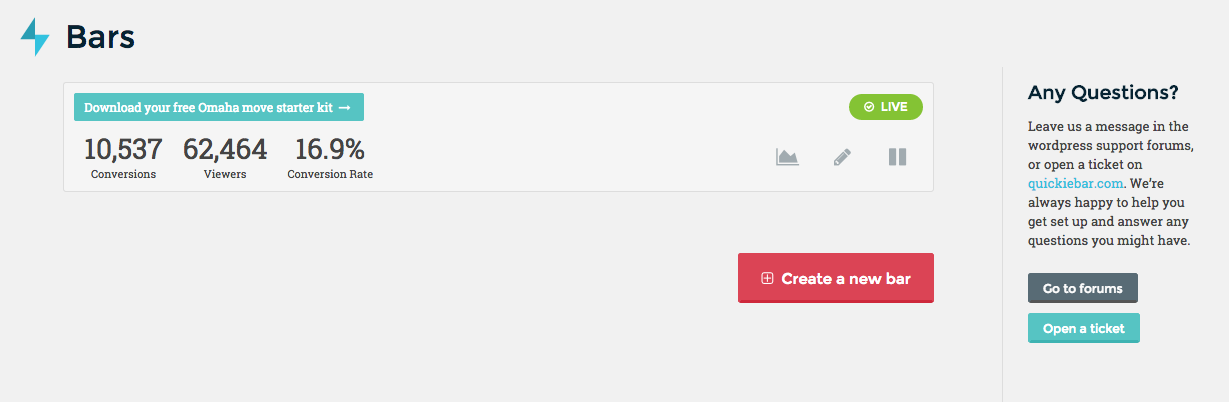 Bars
Download your free Omaha move starter kit →
LIVE
10,537 62,464 16.9%
Conversions Viewers Conversion Rate
Create a new bar
Any Questions?
Leave us a message in the
wordpress support forums,
or open a ticket on
quickiebar.com. We're
always happy to help you
get set up and answer any
questions you might have.
Go to forums
Open a ticket